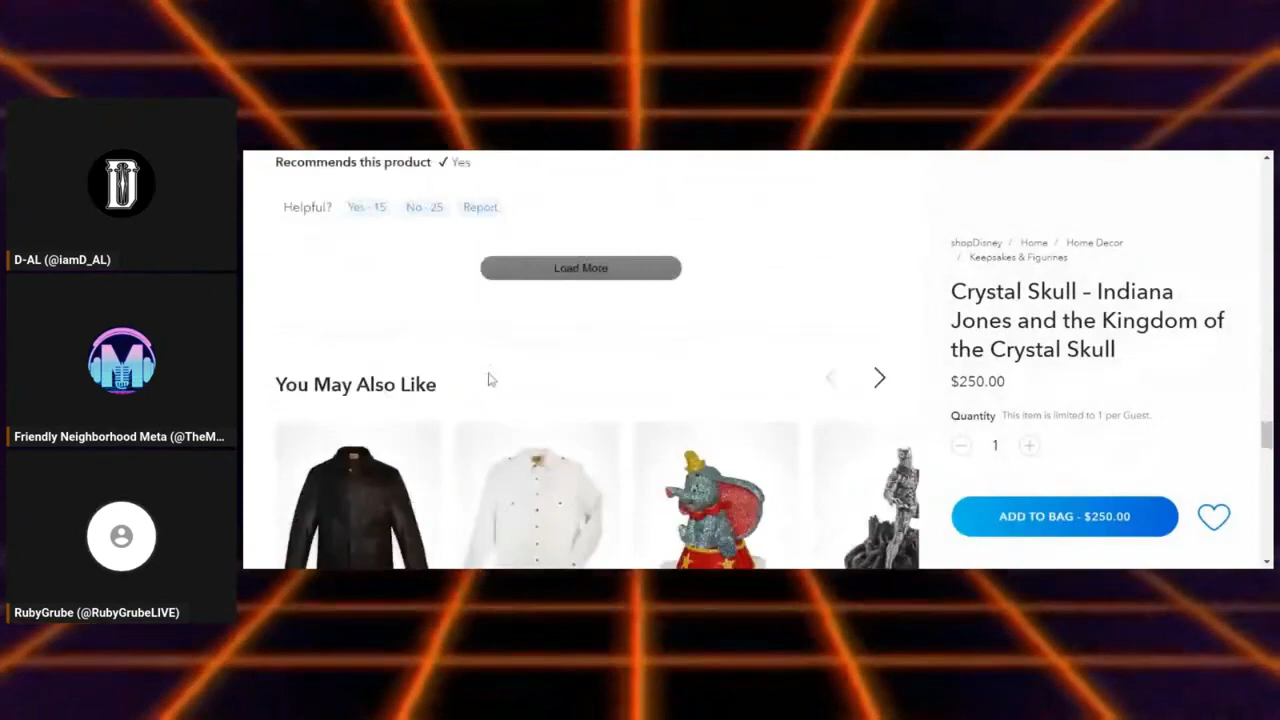 D-AL (@iamD_AL)
Friendly Neighborhood Meta (@TheM...
RubyGrube (@RubyGrubeLIVE)
Recommends this product ✓ Yes
Helpful? Yes · 15 No · 25 Report
Load More
You May Also Like
shopDisney / Home / Home Decor
/ Keepsakes & Figurines
Crystal Skull – Indiana
Jones and the Kingdom of
the Crystal Skull
$250.00
Quantity This item is limited to 1 per Guest.
1
ADD TO BAG - $250.00